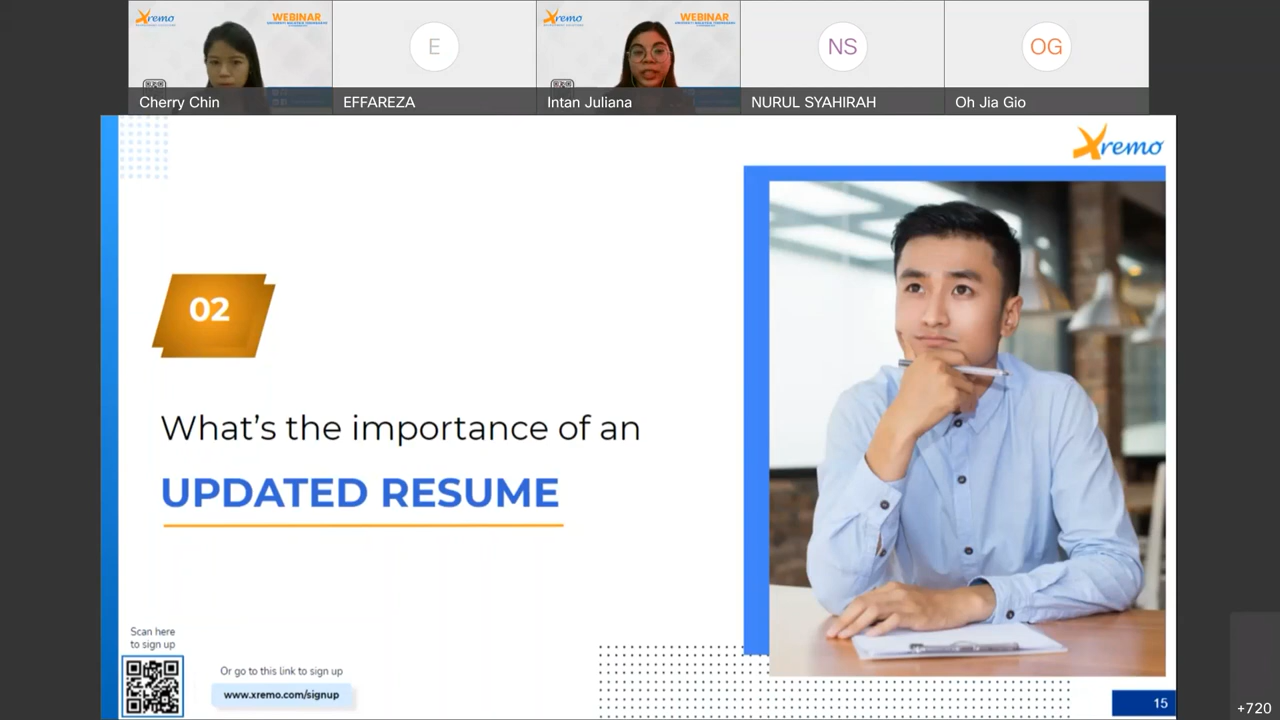 Xremo
WEBINAR
Xremo
WEBINAR
E
NS
OG
Cherry Chin
EFFAREZA
Intan Juliana
NURUL SYAHIRAH
Oh Jia Gio
Xremo
02
What's the importance of an
UPDATED RESUME
Scan here
to sign up
Or go to this link to sign up
www.xremo.com/signup
15
+720